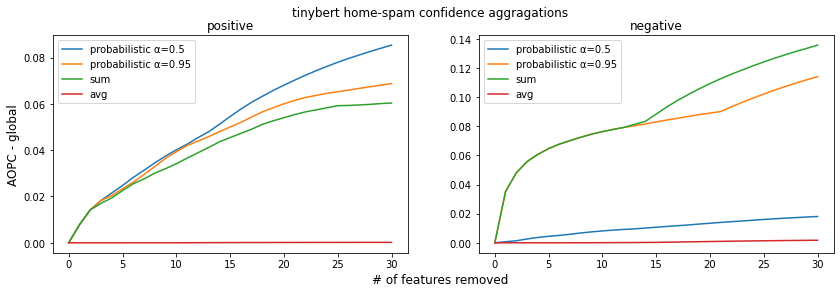 tinybert home-spam confidence aggragations
positive
AOPC - global
0.08
0.06
0.04
0.02
0.00
probabilistic α=0.5
probabilistic α=0.95
sum
avg
0 5 10 15 20 25 30
negative
0.14
0.12
0.10
0.08
0.06
0.04
0.02
0.00
probabilistic α=0.5
probabilistic α=0.95
sum
avg
0 5 10 15 20 25 30
# of features removed